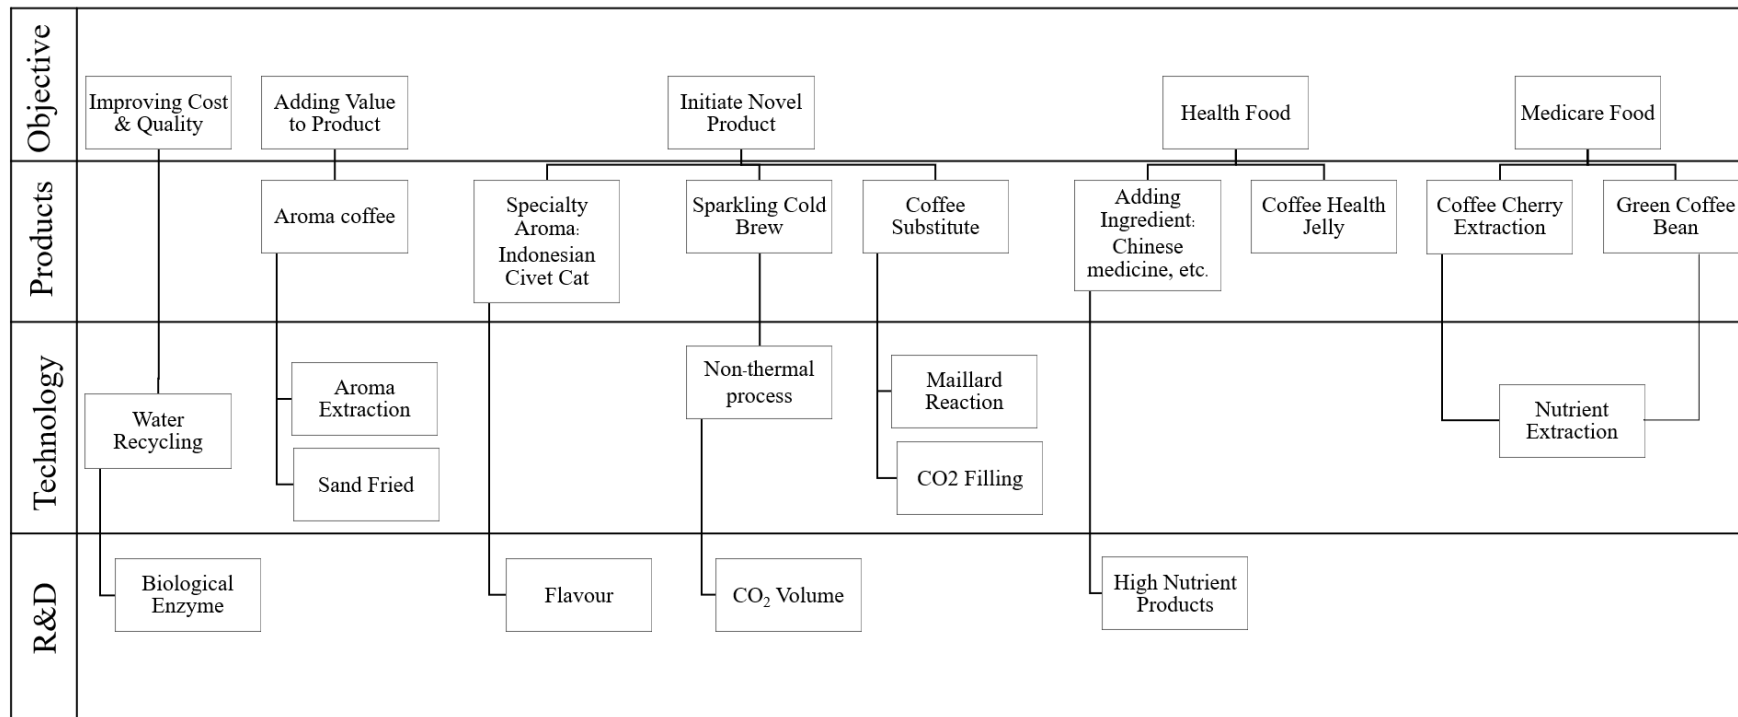 Objective
Improving Cost
& Quality
Adding Value
to Product
Initiate Novel
Product
Health Food
Medicare Food
Products
Aroma coffee
Specialty
Aroma:
Indonesian
Civet Cat
Sparkling Cold
Brew
Coffee
Substitute
Adding
Ingredient:
Chinese
medicine, etc.
Coffee Health
Jelly
Coffee Cherry
Extraction
Green Coffee
Bean
Technology
Water
Recycling
Aroma
Extraction
Sand Fried
Non-thermal
process
Maillard
Reaction
CO2 Filling
Nutrient
Extraction
R&D
Biological
Enzyme
Flavour
CO₂ Volume
High Nutrient
Products